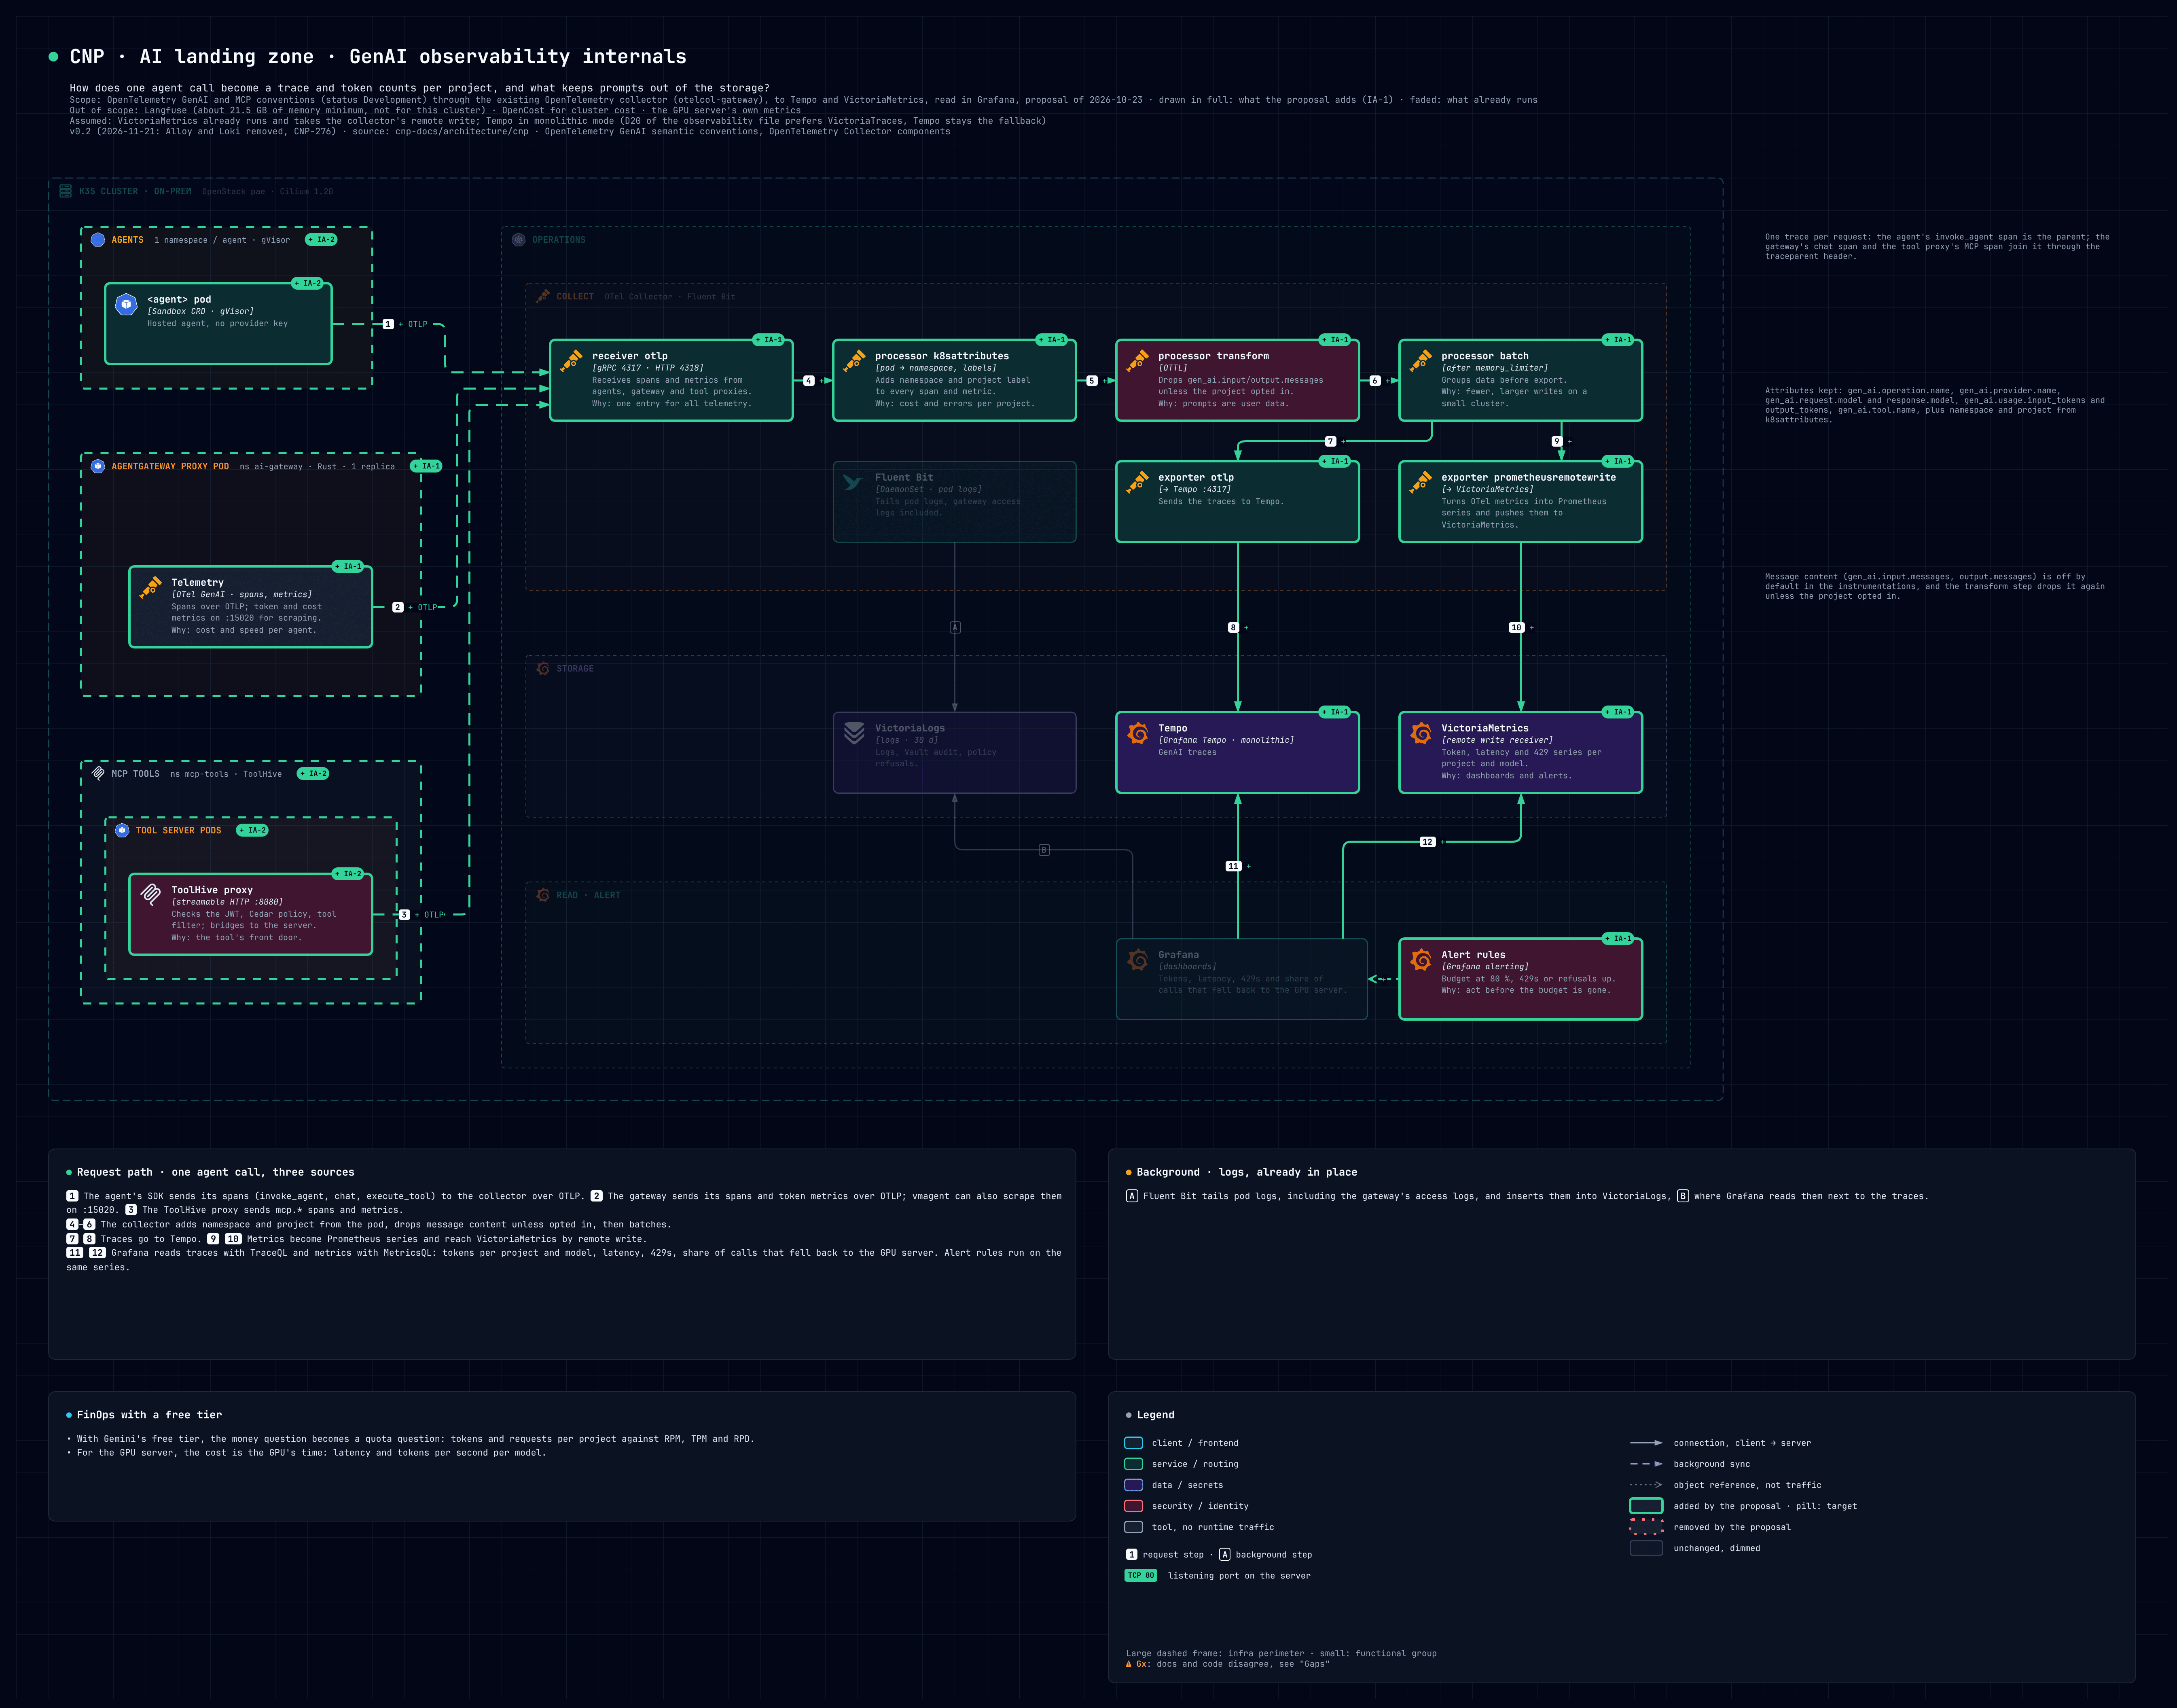 CNP · AI landing zone · GenAI observability internals
How does one agent call become a trace and token counts per project, and what keeps prompts out of the storage?
Scope: OpenTelemetry GenAI and MCP conventions (status Development) through the existing OpenTelemetry collector (otelcol-gateway), to Tempo and VictoriaMetrics, read in Grafana, proposal of 2026-10-23 · drawn in full: what the proposal adds (IA-1) · faded: what already runs
Out of scope: Langfuse (about 21.5 GB of memory minimum, not for this cluster) · OpenCost for cluster cost · the GPU server's own metrics
Assumed: VictoriaMetrics already runs and takes the collector's remote write; Tempo in monolithic mode (D20 of the observability file prefers VictoriaTraces, Tempo stays the fallback)
v0.2 (2026-11-21: Alloy and Loki removed, CNP-276) · source: cnp-docs/architecture/cnp · OpenTelemetry GenAI semantic conventions, OpenTelemetry Collector components
K3S CLUSTER · ON-PREM OpenStack pae · Cilium 1.20
AGENTS 1 namespace / agent · gVisor + IA-2
+ IA-2
<agent> pod
[Sandbox CRD · gVisor]
Hosted agent, no provider key
1 + OTLP
AGENTGATEWAY PROXY POD ns ai-gateway · Rust · 1 replica + IA-1
+ IA-1
Telemetry
[OTel GenAI · spans, metrics]
Spans over OTLP; token and cost
metrics on :15020 for scraping.
Why: cost and speed per agent.
2 + OTLP
MCP TOOLS ns mcp-tools · ToolHive + IA-2
TOOL SERVER PODS + IA-2
+ IA-2
ToolHive proxy
[streamable HTTP :8080]
Checks the JWT, Cedar policy, tool
filter; bridges to the server.
Why: the tool's front door.
3 + OTLP
OPERATIONS
COLLECT OTel Collector · Fluent Bit
+ IA-1
receiver otlp
[gRPC 4317 · HTTP 4318]
Receives spans and metrics from
agents, gateway and tool proxies.
Why: one entry for all telemetry.
4 +
+ IA-1
processor k8sattributes
[pod → namespace, labels]
Adds namespace and project label
to every span and metric.
Why: cost and errors per project.
5 +
+ IA-1
processor transform
[OTTL]
Drops gen_ai.input/output.messages
unless the project opted in.
Why: prompts are user data.
6 +
+ IA-1
processor batch
[after memory_limiter]
Groups data before export.
Why: fewer, larger writes on a
small cluster.
7 +
9 +
Fluent Bit
[DaemonSet · pod logs]
Tails pod logs, gateway access
logs included.
+ IA-1
exporter otlp
[→ Tempo :4317]
Sends the traces to Tempo.
+ IA-1
exporter prometheusremotewrite
[→ VictoriaMetrics]
Turns OTel metrics into Prometheus
series and pushes them to
VictoriaMetrics.
A
8 +
10 +
STORAGE
VictoriaLogs
[logs · 30 d]
Logs, Vault audit, policy
refusals.
+ IA-1
Tempo
[Grafana Tempo · monolithic]
GenAI traces
+ IA-1
VictoriaMetrics
[remote write receiver]
Token, latency and 429 series per
project and model.
Why: dashboards and alerts.
B
11 +
12 +
READ · ALERT
Grafana
[dashboards]
Tokens, latency, 429s and share of
calls that fell back to the GPU server.
+
+ IA-1
Alert rules
[Grafana alerting]
Budget at 80 %, 429s or refusals up.
Why: act before the budget is gone.
One trace per request: the agent's invoke_agent span is the parent; the
gateway's chat span and the tool proxy's MCP span join it through the
traceparent header.
Attributes kept: gen_ai.operation.name, gen_ai.provider.name,
gen_ai.request.model and response.model, gen_ai.usage.input_tokens and
output_tokens, gen_ai.tool.name, plus namespace and project from
k8sattributes.
Message content (gen_ai.input.messages, output.messages) is off by
default in the instrumentations, and the transform step drops it again
unless the project opted in.
Request path · one agent call, three sources
1 The agent's SDK sends its spans (invoke_agent, chat, execute_tool) to the collector over OTLP. 2 The gateway sends its spans and token metrics over OTLP; vmagent can also scrape them
on :15020. 3 The ToolHive proxy sends mcp.* spans and metrics.
4–6 The collector adds namespace and project from the pod, drops message content unless opted in, then batches.
7 8 Traces go to Tempo. 9 10 Metrics become Prometheus series and reach VictoriaMetrics by remote write.
11 12 Grafana reads traces with TraceQL and metrics with MetricsQL: tokens per project and model, latency, 429s, share of calls that fell back to the GPU server. Alert rules run on the
same series.
Background · logs, already in place
A Fluent Bit tails pod logs, including the gateway's access logs, and inserts them into VictoriaLogs, B where Grafana reads them next to the traces.
FinOps with a free tier
• With Gemini's free tier, the money question becomes a quota question: tokens and requests per project against RPM, TPM and RPD.
• For the GPU server, the cost is the GPU's time: latency and tokens per second per model.
Legend
client / frontend
service / routing
data / secrets
security / identity
tool, no runtime traffic
1 request step · A background step
TCP 80 listening port on the server
connection, client → server
background sync
object reference, not traffic
added by the proposal · pill: target
removed by the proposal
unchanged, dimmed
Large dashed frame: infra perimeter · small: functional group
Gx: docs and code disagree, see "Gaps"